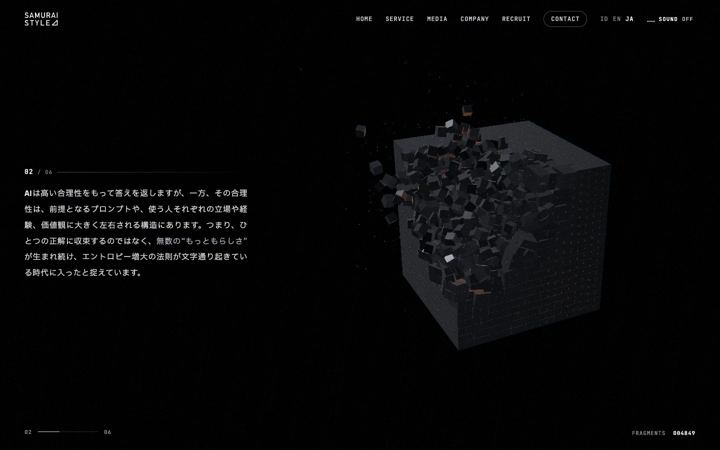 SAMURAI
STYLE
HOME SERVICE MEDIA COMPANY RECRUIT CONTACT ID EN JA SOUND OFF
02 / 06
AIは高い合理性をもって答えを返しますが、一方、その合理
性は、前提となるプロンプトや、使う人それぞれの立場や経
験、価値観に大きく左右される構造にあります。つまり、ひ
とつの正解に収束するのではなく、無数の“もっともらしさ”
が生まれ続け、エントロピー増大の法則が文字通り起きてい
る時代に入ったと捉えています。
02 06
FRAGMENTS 004849